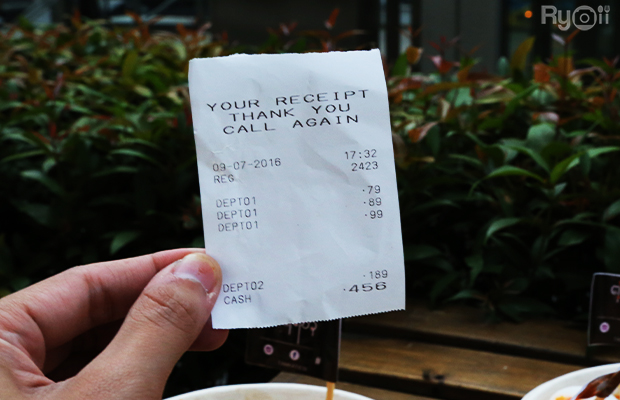 Ryoii
YOUR RECEIPT
THANK YOU
CALL AGAIN
09-07-2016 17:32
REG 2423
DEPT01 ·79
DEPT01 ·89
DEPT01 ·99
DEPT02 ·189
CASH ·456